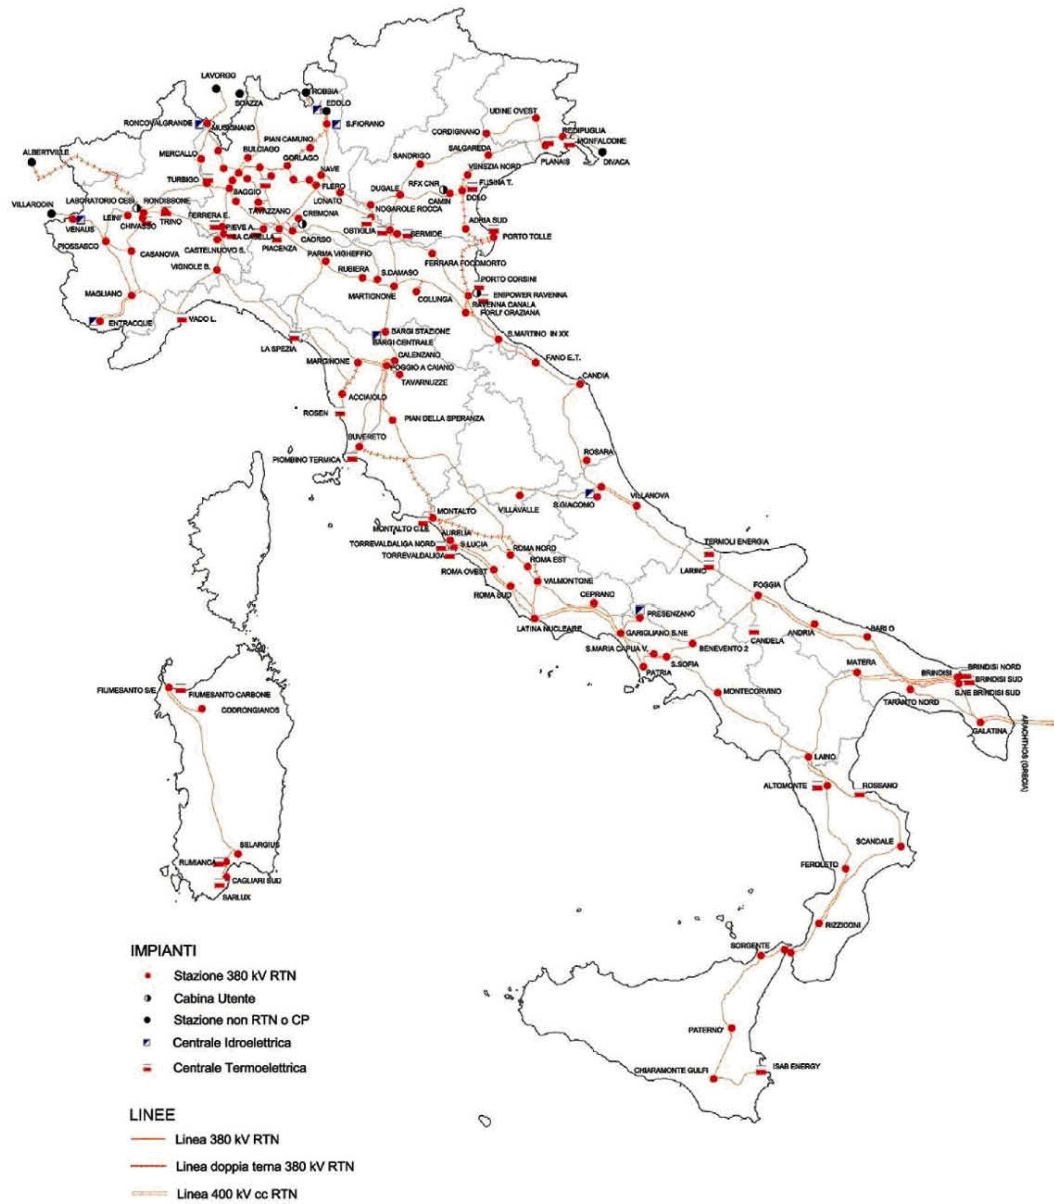 LAVORGO
SOAZZA
ROBBIA
EDOLO
RONCOVALGRANDE
MUSIGNANO
S.FIORANO
UDINE OVEST
ALBERTVILLE
MERCALLO
BULCIAGO
PIAN CAMUNO
GORLAGO
CORDIGNANO
REDIPUGLIA
MONFALCONE
SANDRIGO
SALGAREDA
PLANAIS
DIVACA
TURBIGO
NAVE
VENEZIA NORD
LABORATORIO CESI
RONDISSONE
BAGGIO
FLERO
DUGALE
RFX CNR
FUSINA T.
VILLARODIN
LEINI'
CHIVASSO
TRINO
FERRERA E.
TAVAZZANO
LONATO
CREMONA
NOGAROLE ROCCA
CAMIN
DOLO
VENAUS
PIEVE A.
LA CASELLA
OSTIGLIA
SERMIDE
ADRIA SUD
PORTO TOLLE
PIOSSASCO
CASANOVA
CASTELNUOVO S.
PIACENZA
CAORSO
FERRARA FOCOMORTO
VIGNOLE B.
PARMA VIGHEFFIO
RUBIERA
S.DAMASO
PORTO CORSINI
MAGLIANO
MARTIGNONE
COLUNGA
ENIPOWER RAVENNA
RAVENNA CANALA
FORLI' ORAZIANA
ENTRACQUE
VADO L.
BARGI STAZIONE
BARGI CENTRALE
S.MARTINO IN XX
LA SPEZIA
MARGINONE
CALENZANO
POGGIO A CAIANO
TAVARNUZZE
FANO E.T.
CANDIA
ACCIAIOLO
ROSEN
PIAN DELLA SPERANZA
SUVERETO
PIOMBINO TERMICA
ROSARA
VILLAVALLE
S.GIACOMO
VILLANOVA
MONTALTO
MONTALTO C.LE
AURELIA
TORREVALDALIGA NORD
S.LUCIA
TORREVALDALIGA
ROMA NORD
ROMA EST
TERMOLI ENERGIA
LARINO
ROMA OVEST
VALMONTONE
ROMA SUD
CEPRANO
FOGGIA
PRESENZANO
LATINA NUCLEARE
GARIGLIANO S.NE
CANDELA
ANDRIA
BARI O
S.MARIA CAPUA V.
BENEVENTO 2
S.SOFIA
PATRIA
MATERA
BRINDISI
BRINDISI NORD
BRINDISI SUD
S.NE BRINDISI SUD
FIUMESANTO S/E
FIUMESANTO CARBONE
CODRONGIANOS
MONTECORVINO
TARANTO NORD
GALATINA
ARACHTHOS (GRECIA)
LAINO
ALTOMONTE
ROSSANO
SELARGIUS
RUMIANCA
CAGLIARI SUD
SARLUX
SCANDALE
FEROLETO
RIZZICONI
SORGENTE
PATERNO'
CHIARAMONTE GULFI
ISAB ENERGY
IMPIANTI
Stazione 380 kV RTN
Cabina Utente
Stazione non RTN o CP
Centrale Idroelettrica
Centrale Termoelettrica
LINEE
Linea 380 kV RTN
Linea doppia terna 380 kV RTN
Linea 400 kV cc RTN